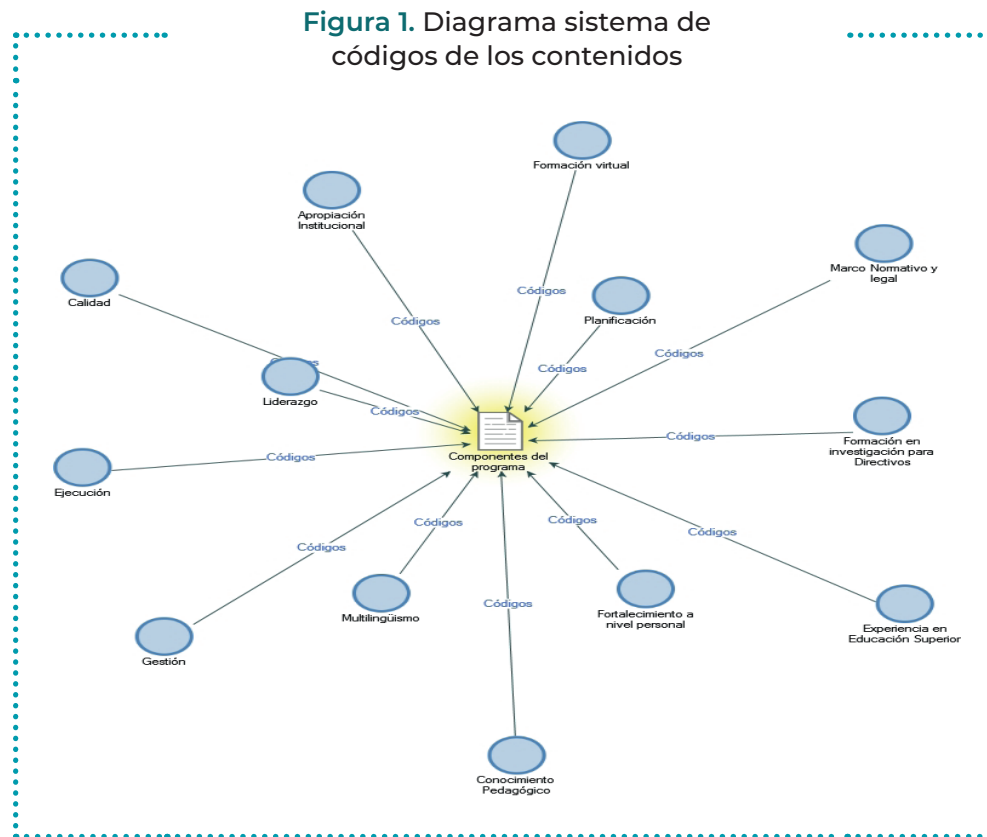 Figura 1. Diagrama sistema de
códigos de los contenidos
Formación virtual
Apropiación
Institucional
Marco Normativo y
legal
Calidad
Códigos
Códigos
Planificación
Códigos
Códigos
Liderazgo
Códigos
Componentes del
programa
Códigos
Formación en
investigación para
Directivos
Códigos
Ejecución
Códigos
Códigos
Códigos
Códigos
Multilingüismo
Códigos
Fortalecimiento a
nivel personal
Experiencia en
Educación Superior
Gestión
Conocimiento
Pedagógico